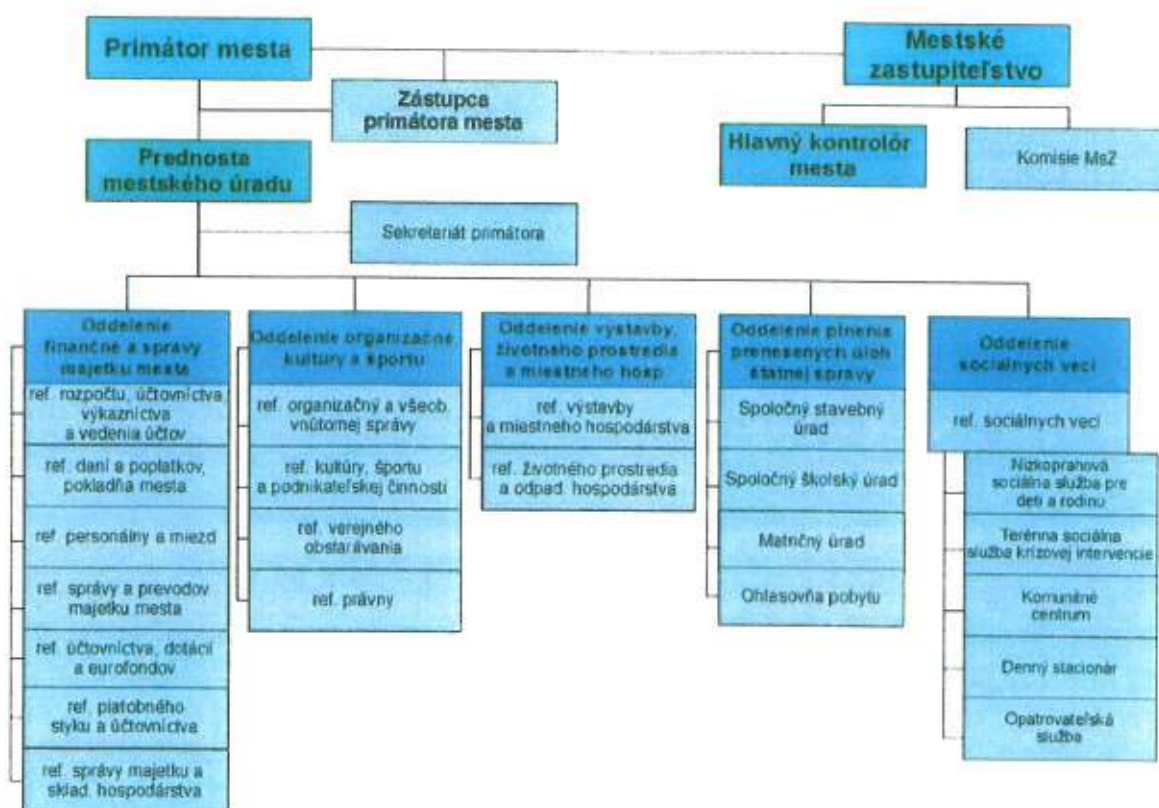 Primátor mesta
Mestské
zastupiteľstvo
Zástupca
primátora mesta
Hlavný kontrolór
mesta
Komisie MsZ
Prednosta
mestského úradu
Sekretariát primátora
Oddelenie
finančné a správy
majetku mesta
ref. rozpočtu, účtovníctva,
výkazníctva
a vedenia účtov
ref. daní a poplatkov,
pokladňa mesta
ref. personálny a miezd
ref. správy a prevodov
majetku mesta
ref. účtovníctva, dotácií
a eurofondov
ref. platobného
styku a účtovníctva
ref. správy majetku a
sklad. hospodárstva
Oddelenie organizačné,
kultúry a športu
ref. organizačný a všeob.
vnútornej správy
ref. kultúry, športu
a podnikateľskej činnosti
ref. verejného
obstarávania
ref. právny
Oddelenie výstavby,
životného prostredia
a miestneho hosp
ref. výstavby
a miestneho hospodárstva
ref. životného prostredia
a odpad. hospodárstva
Oddelenie plnenia
prenesených úloh
štátnej správy
Spoločný stavebný
úrad
Spoločný školský úrad
Matričný úrad
Ohlasovňa pobytu
Oddelenie
sociálnych vecí
ref. sociálnych vecí
Nízkoprahová
sociálna služba pre
deti a rodinu
Terénna sociálna
služba krízovej intervencie
Komunitné
centrum
Denný stacionár
Opatrovateľská
služba